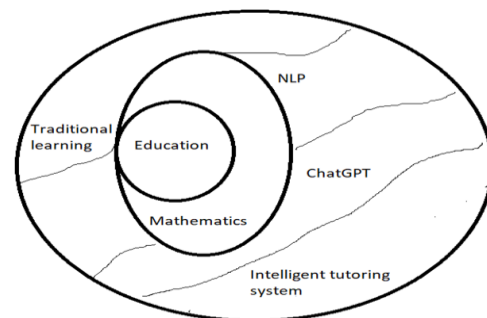 NLP
Traditional
learning
Education
ChatGPT
Mathematics
Intelligent tutoring
system